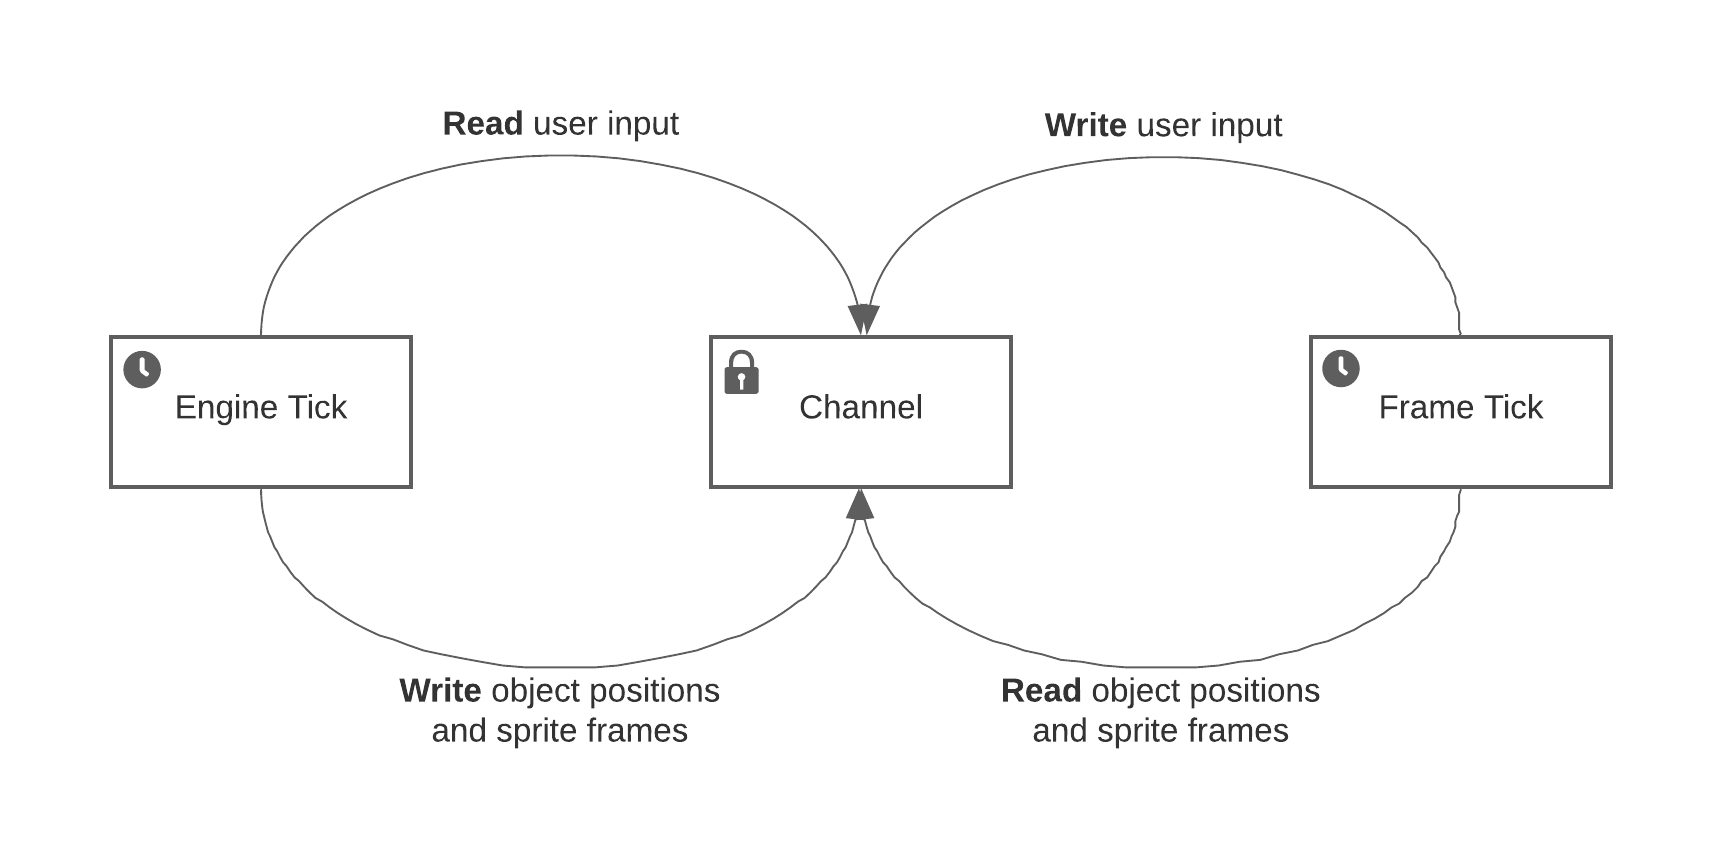 Read user input
Write user input
Engine Tick
Channel
Frame Tick
Write object positions
and sprite frames
Read object positions
and sprite frames